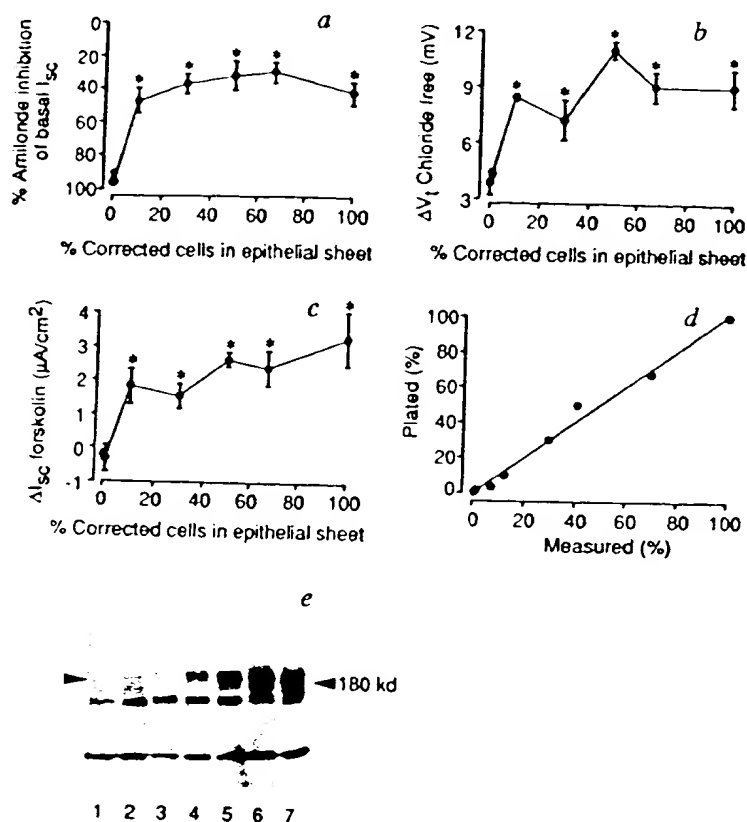 a
% Amilonde inhibition
of basal Isc
0
20
40
60
80
100
0 20 40 60 80 100
% Corrected cells in epithelial sheet
b
ΔVt Chloride free (mV)
12
9
6
3
0 20 40 60 80 100
% Corrected cells in epithelial sheet
c
ΔIsc forskolin (μA/cm²)
4
3
2
1
0
-1
0 20 40 60 80 100
% Corrected cells in epithelial sheet
d
Plated (%)
100
80
60
40
20
0
0 20 40 60 80 100
Measured (%)
e
180 kd
1 2 3 4 5 6 7